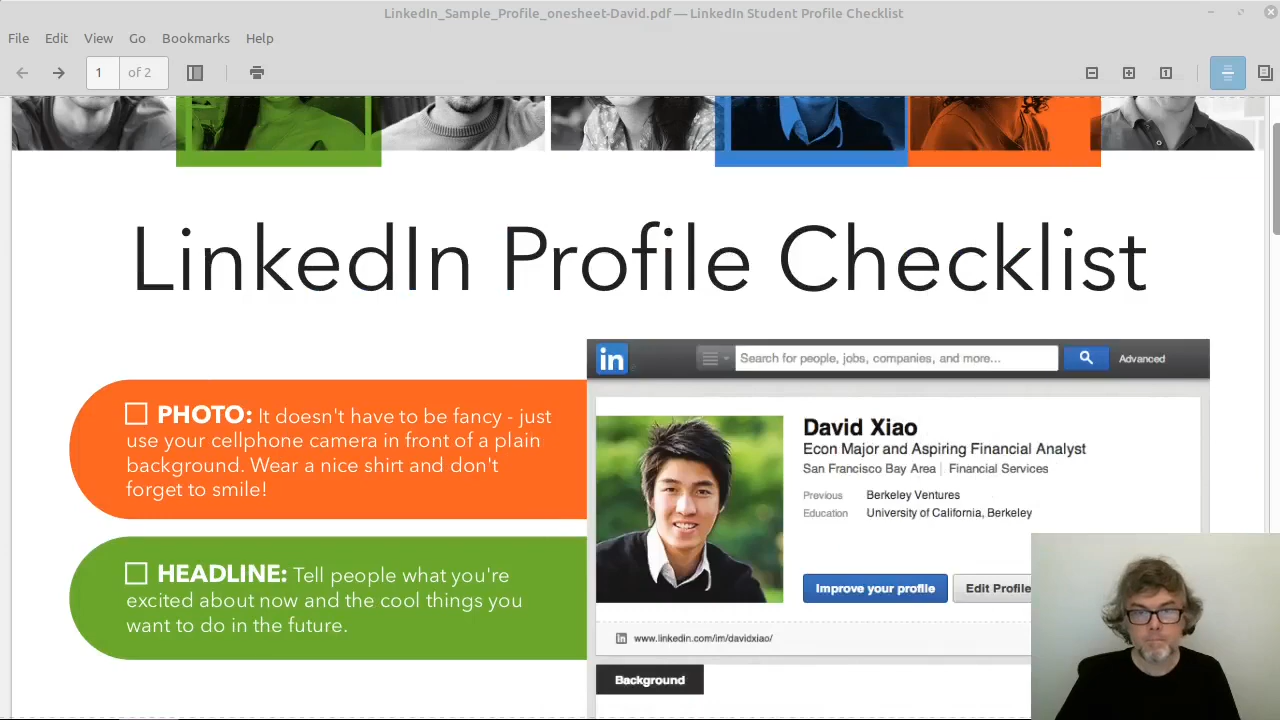 LinkedIn_Sample_Profile_onesheet-David.pdf — LinkedIn Student Profile Checklist
File Edit View Go Bookmarks Help
1 of 2
LinkedIn Profile Checklist
in Search for people, jobs, companies, and more... Advanced
PHOTO: It doesn't have to be fancy - just
use your cellphone camera in front of a plain
background. Wear a nice shirt and don't
forget to smile!
David Xiao
Econ Major and Aspiring Financial Analyst
San Francisco Bay Area | Financial Services
Previous Berkeley Ventures
Education University of California, Berkeley
HEADLINE: Tell people what you're
excited about now and the cool things you
want to do in the future.
Improve your profile Edit Profile
in www.linkedin.com/im/davidxiao/
Background